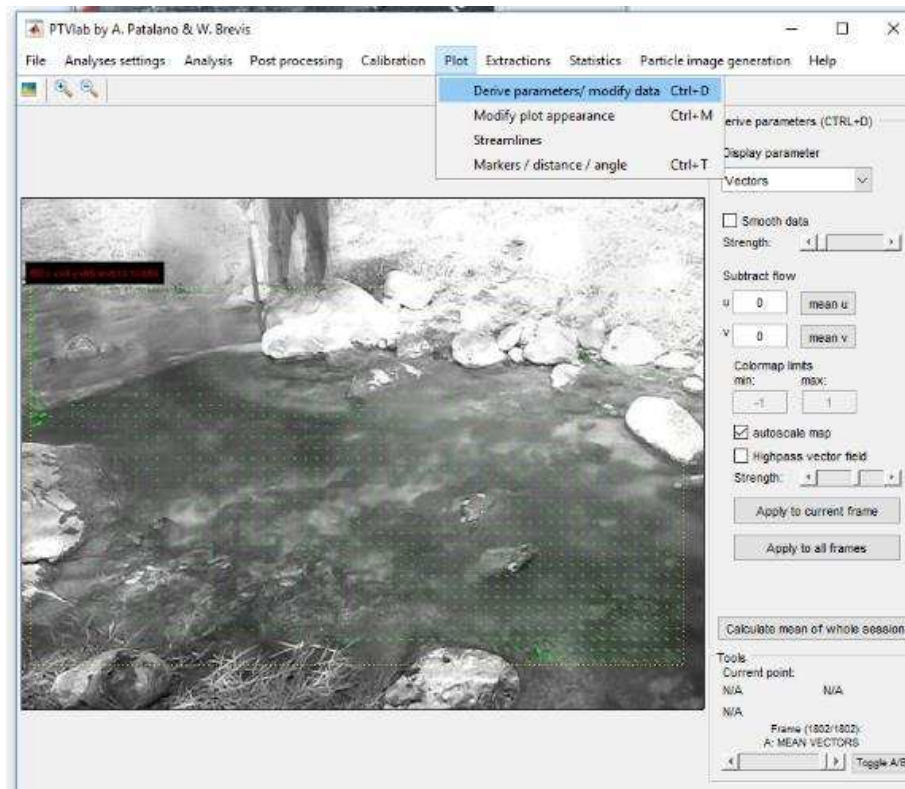 PTVlab by A. Patalano & W. Brevis
File Analyses settings Analysis Post processing Calibration Plot Extractions Statistics Particle image generation Help
Derive parameters/ modify data Ctrl+D
Modify plot appearance Ctrl+M
Streamlines
Markers / distance / angle Ctrl+T
erive parameters (CTRL+D)
Display parameter
Vectors
Smooth data
Strength:
Subtract flow
u 0 mean u
v 0 mean v
Colormap limits
min: max:
-1 1
autoscale map
Highpass vector field
Strength:
Apply to current frame
Apply to all frames
Calculate mean of whole session
Tools
Current point:
N/A N/A
N/A
Frame (1802/1802):
A: MEAN VECTORS
Toggle A/B